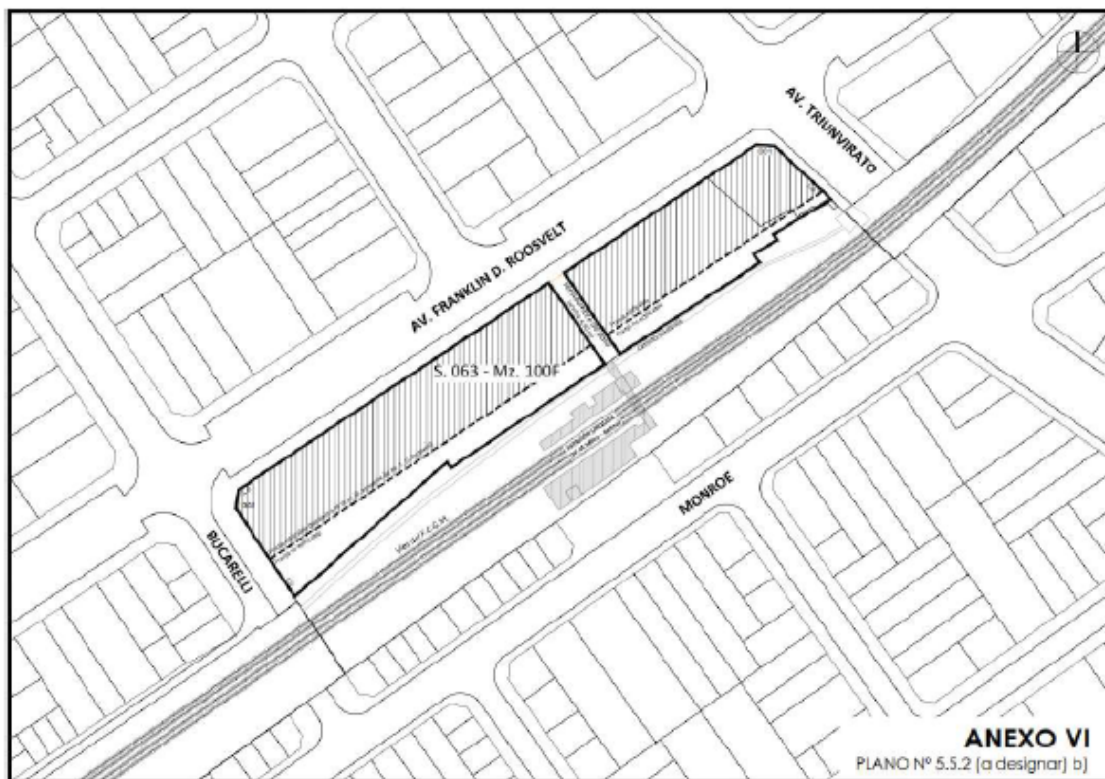 AV. TRIUNVIRATO
AV. FRANKLIN D. ROOSVELT
S. 063 - Mz. 100F
MONROE
BUCARELLI
ANEXO VI
PLANO Nº 5.5.2 (a designar) b)